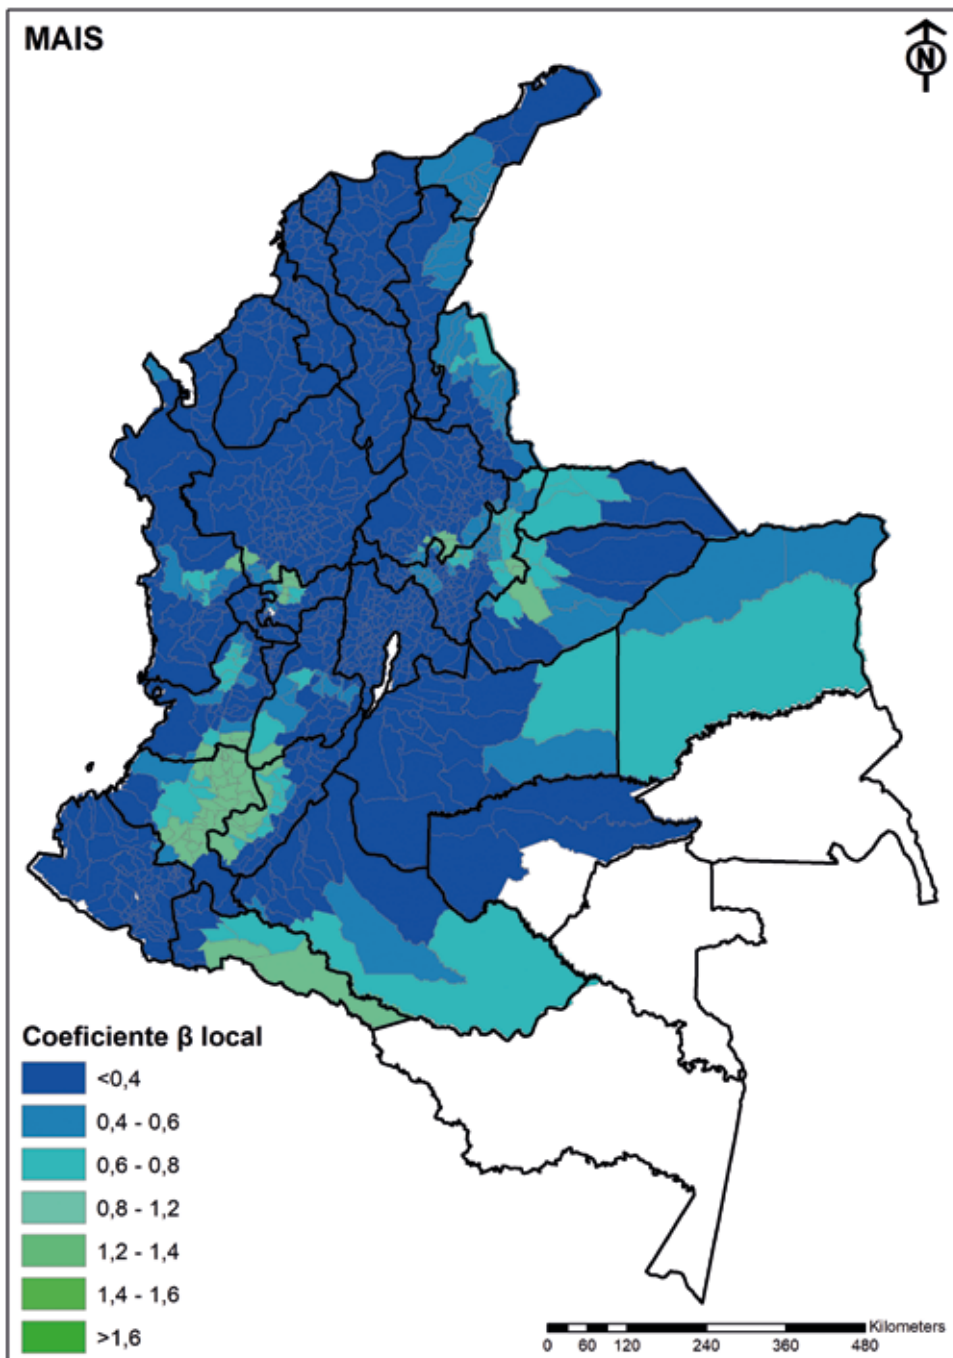 MAIS
N
Coeficiente β local
<0,4
0,4 - 0,6
0,6 - 0,8
0,8 - 1,2
1,2 - 1,4
1,4 - 1,6
>1,6
Kilometers
0 60 120 240 360 480